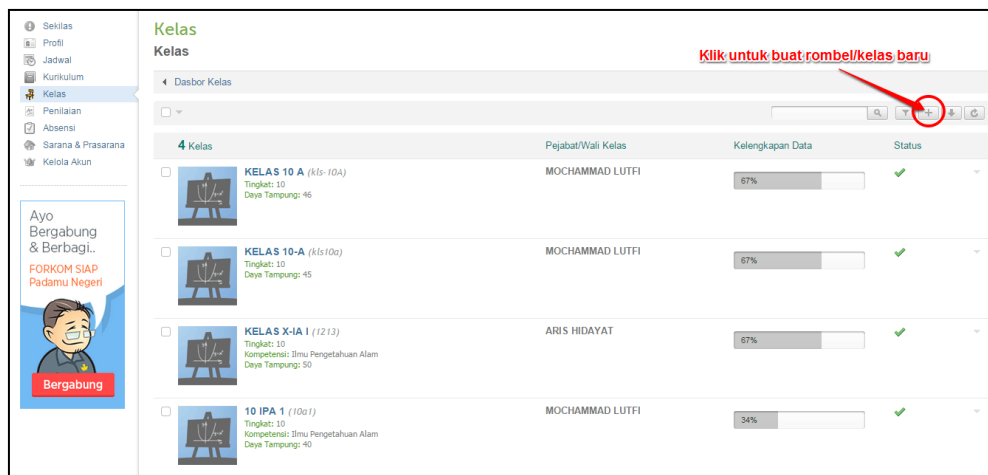 Sekilas
Profil
Jadwal
Kurikulum
Kelas
Penilaian
Absensi
Sarana & Prasarana
Kelola Akun
Ayo
Bergabung
& Berbagi..
FORKOM SIAP
Padamu Negeri
Bergabung
Kelas
Kelas
Klik untuk buat rombel/kelas baru
Dasbor Kelas
4 Kelas Pejabat/Wali Kelas Kelengkapan Data Status
KELAS 10 A (kls-10A) MOCHAMMAD LUTFI
Tingkat: 10 67%
Daya Tampung: 46
KELAS 10-A (kls10a) MOCHAMMAD LUTFI
Tingkat: 10 67%
Daya Tampung: 45
KELAS X-IA I (1213) ARIS HIDAYAT
Tingkat: 10 67%
Kompetensi: Ilmu Pengetahuan Alam
Daya Tampung: 50
10 IPA 1 (10a1) MOCHAMMAD LUTFI
Tingkat: 10 34%
Kompetensi: Ilmu Pengetahuan Alam
Daya Tampung: 40